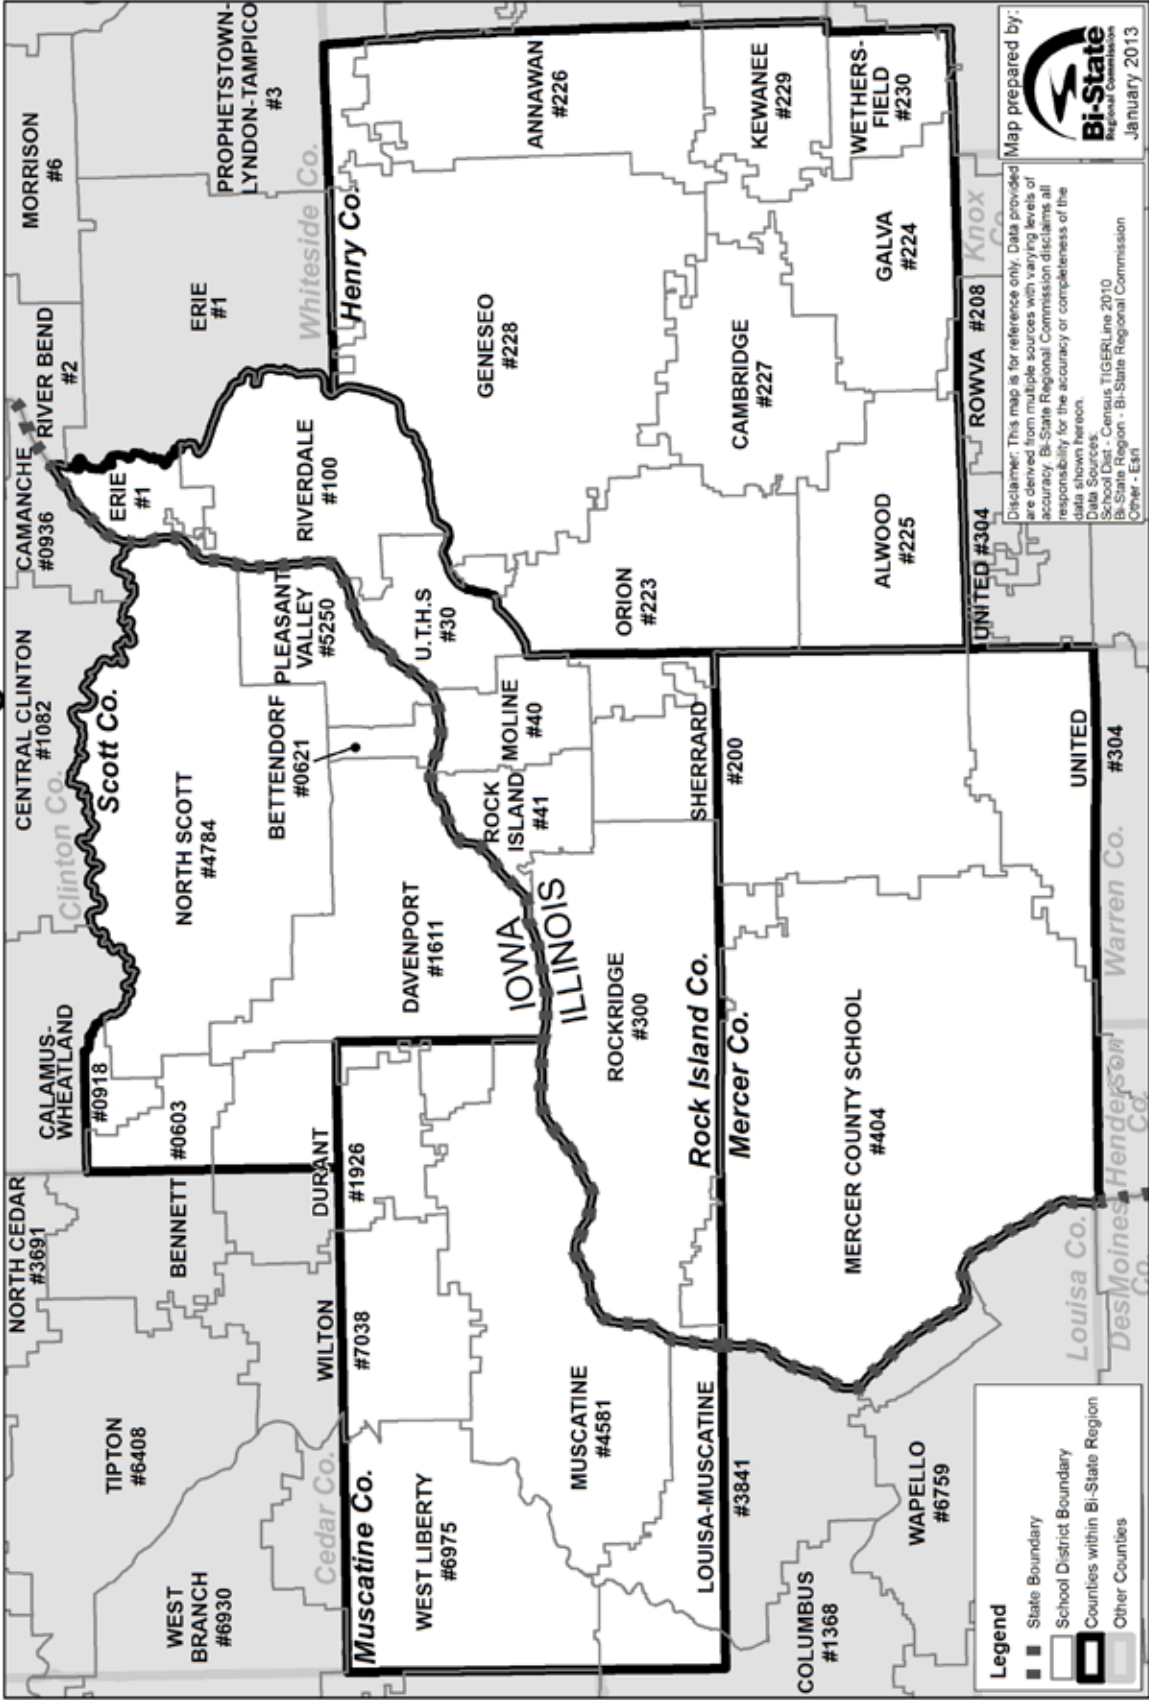 NORTH CEDAR
#3691
CALAMUS-
WHEATLAND
#0918
CENTRAL CLINTON
#1082
CAMANCHE
#0936
RIVER BEND
#2
MORRISON
#6
PROPHETSTOWN-
LYNDON-TAMPICO
#3
ERIE
#1
ERIE
#1
Clinton Co.
Scott Co.
Whiteside Co.
Henry Co.
TIPTON
#6408
BENNETT
#0603
NORTH SCOTT
#4784
PLEASANT
VALLEY
#5250
RIVERDALE
#100
BETTENDORF
#0621
WEST
BRANCH
#6930
Cedar Co.
WILTON
#7038
DURANT
#1926
DAVENPORT
#1611
U.T.H.S
#30
MOLINE
#40
ROCK
ISLAND
#41
GENESEO
#228
ANNAWAN
#226
KEWANEE
#229
WETHERS-
FIELD
#230
Muscatine Co.
WEST LIBERTY
#6975
MUSCATINE
#4581
IOWA
ILLINOIS
ROCKRIDGE
#300
ORION
#223
CAMBRIDGE
#227
GALVA
#224
ALWOOD
#225
LOUISA-MUSCATINE
#3841
Rock Island Co.
Mercer Co.
SHERRARD
#200
MERCER COUNTY SCHOOL
#404
COLUMBUS
#1368
WAPELLO
#6759
UNITED #304
ROWVA #208
Knox
Co.
UNITED
#304
Louisa Co.
DesMoines
Co.
Henderson
Co.
Warren Co.
Legend
State Boundary
School District Boundary
Counties within Bi-State Region
Other Counties
Disclaimer: This map is for reference only. Data provided
are derived from multiple sources with varying levels of
accuracy. Bi-State Regional Commission disclaims all
responsibility for the accuracy or completeness of the
data shown hereon.
Data Sources:
School Dist - Census TIGERLine 2010
Bi-State Region - Bi-State Regional Commission
Other - Esri
Map prepared by:
Bi-State
Regional Commission
January 2013